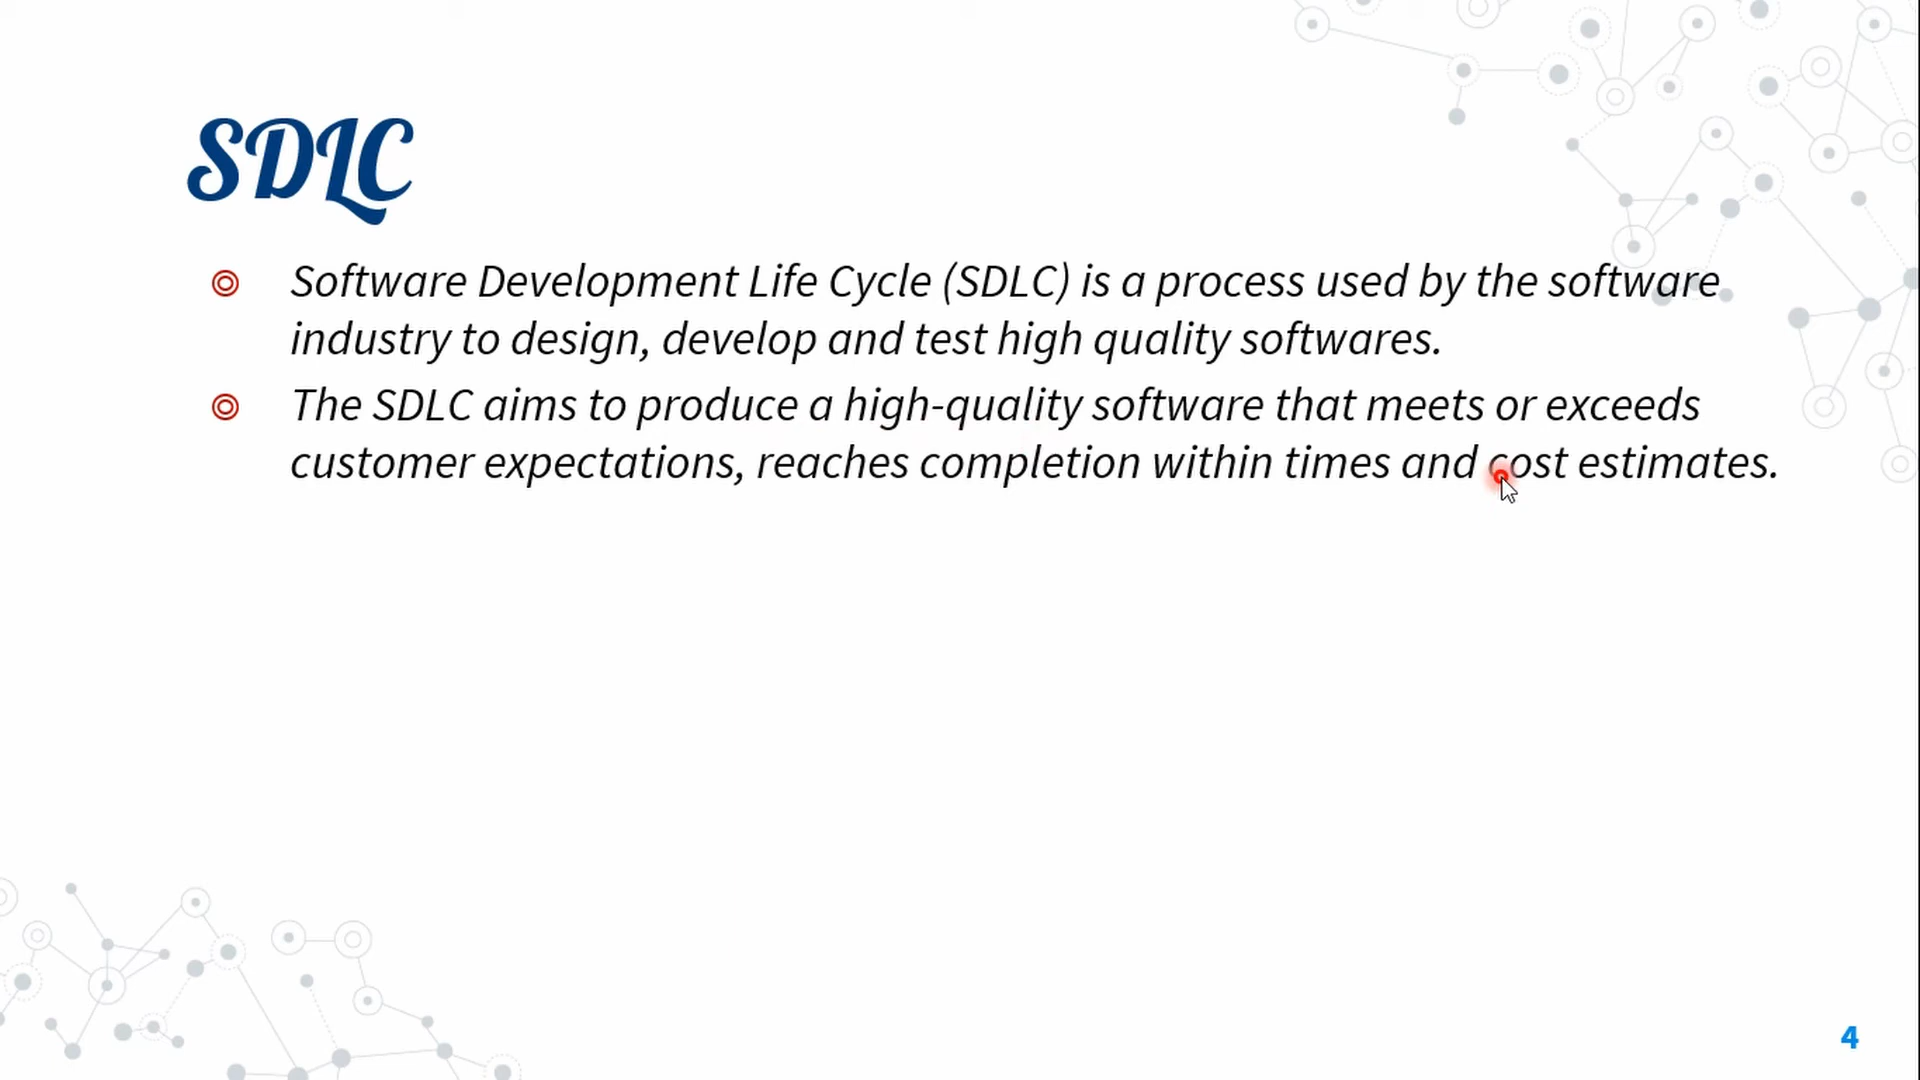 SDLC
Software Development Life Cycle (SDLC) is a process used by the software
industry to design, develop and test high quality softwares.
The SDLC aims to produce a high-quality software that meets or exceeds
customer expectations, reaches completion within times and cost estimates.
4